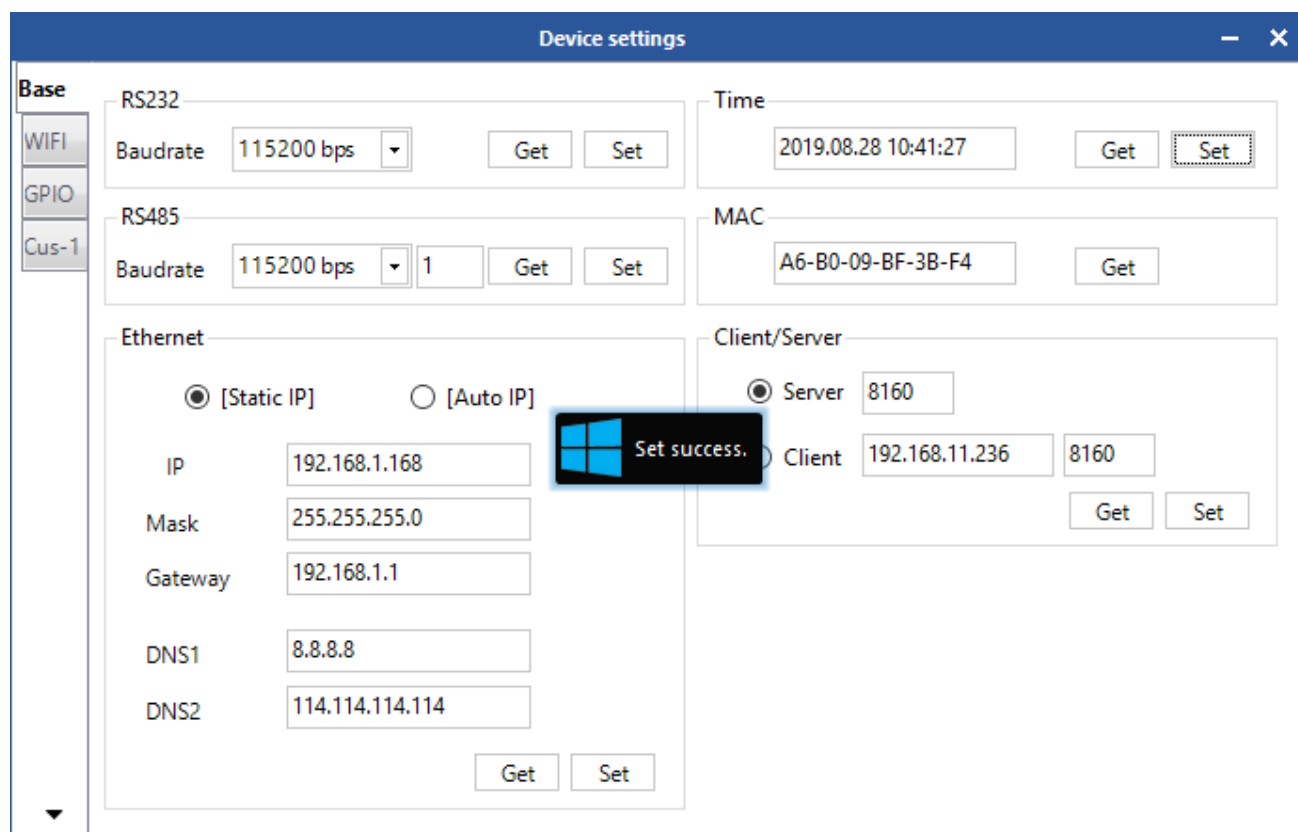 Device settings
Base
WIFI
GPIO
Cus-1
RS232
Baudrate 115200 bps Get Set
RS485
Baudrate 115200 bps 1 Get Set
Ethernet
[Static IP] [Auto IP]
IP 192.168.1.168
Mask 255.255.255.0
Gateway 192.168.1.1
DNS1 8.8.8.8
DNS2 114.114.114.114
Get Set
Time
2019.08.28 10:41:27 Get Set
MAC
A6-B0-09-BF-3B-F4 Get
Client/Server
Server 8160
Client 192.168.11.236 8160
Get Set
Set success.